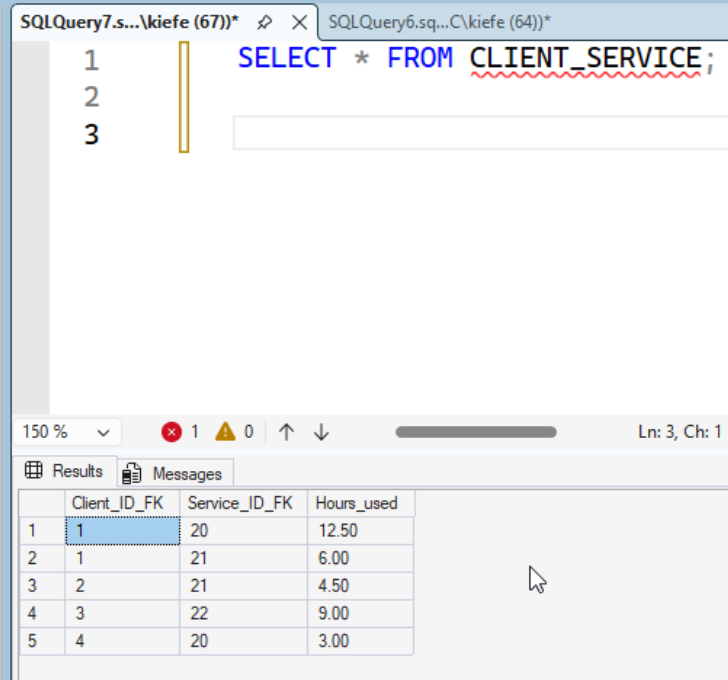 SQLQuery7.s...\kiefe (67))* SQLQuery6.sq...C\kiefe (64))*
1 SELECT * FROM CLIENT_SERVICE;
2
3
150 % 1 0 Ln: 3, Ch: 1
Results Messages
Client_ID_FK Service_ID_FK Hours_used
1 1 20 12.50
2 1 21 6.00
3 2 21 4.50
4 3 22 9.00
5 4 20 3.00